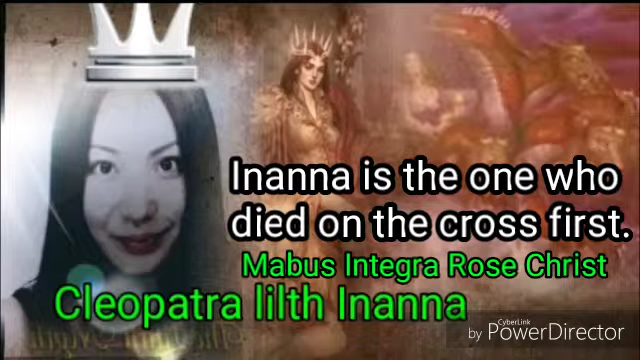 Inanna is the one who
died on the cross first.
Mabus Integra Rose Christ
Cleopatra lilth Inanna
CyberLink
by PowerDirector